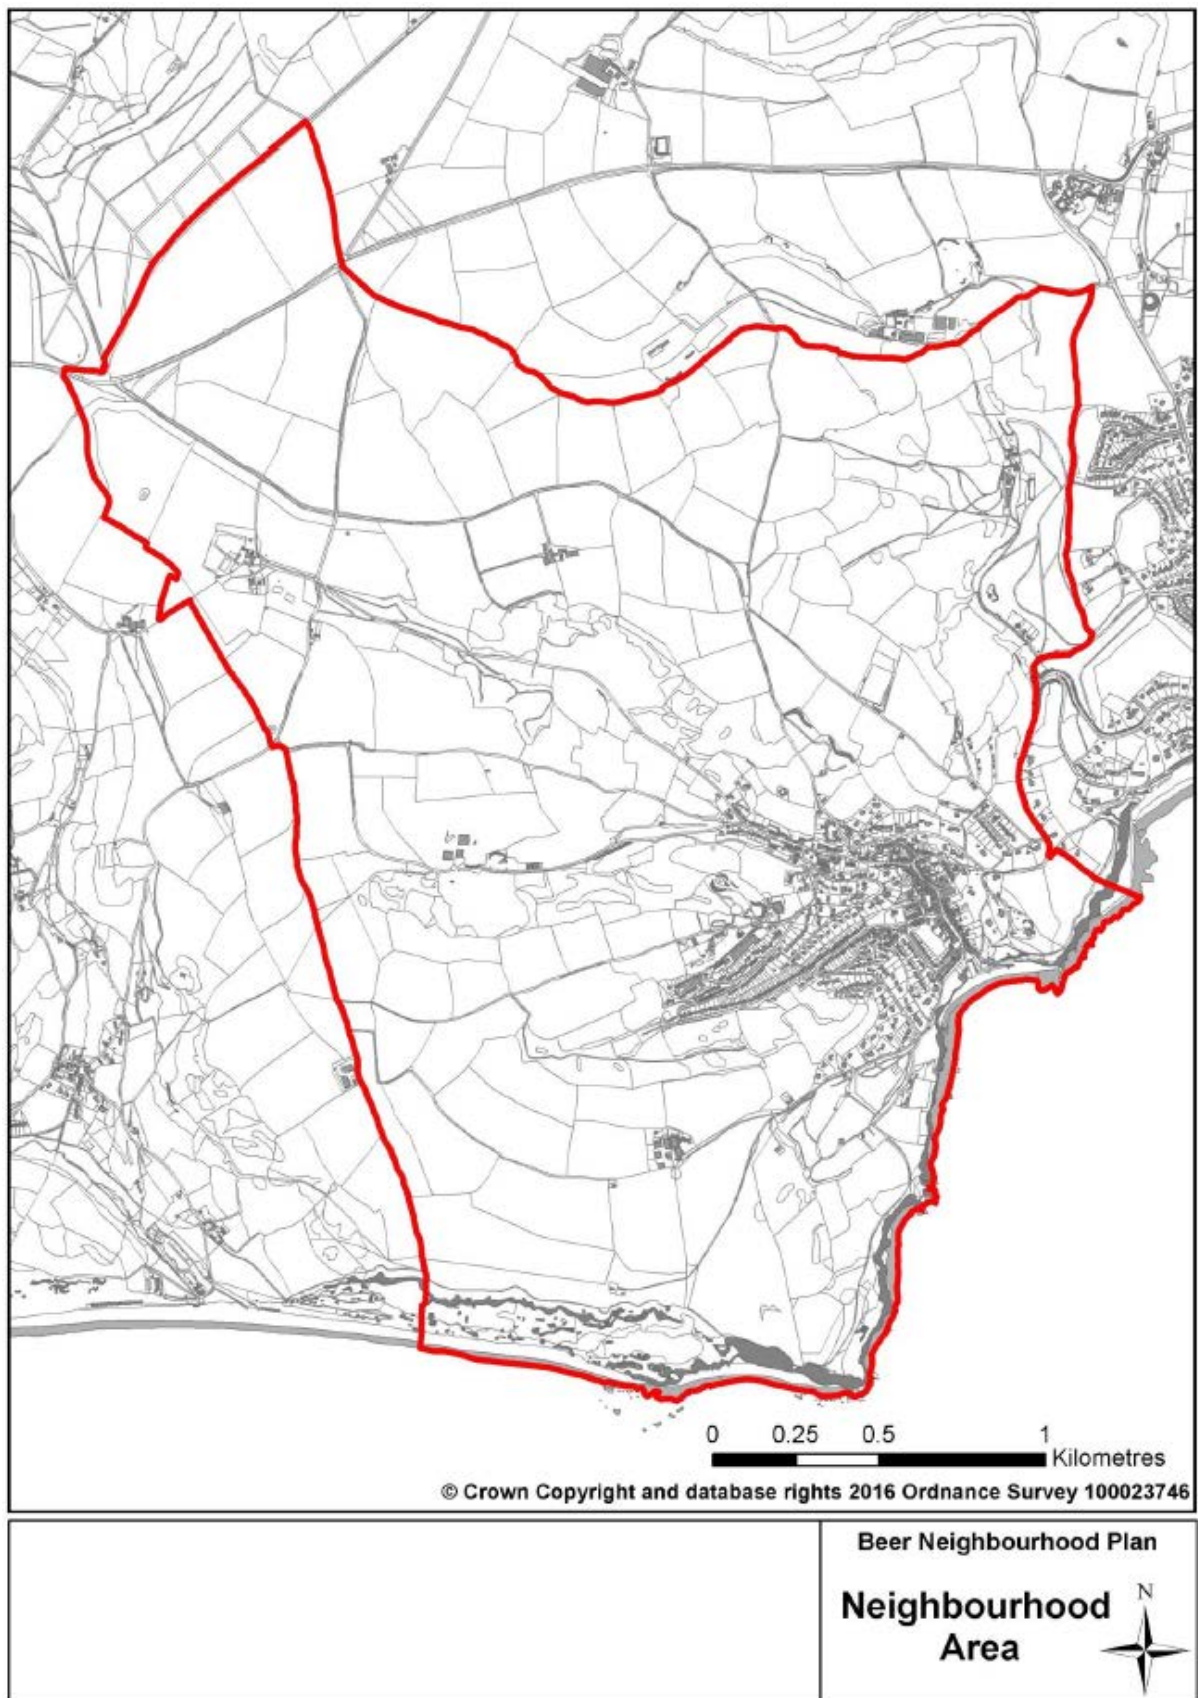 0 0.25 0.5 1
Kilometres
© Crown Copyright and database rights 2016 Ordnance Survey 100023746
Beer Neighbourhood Plan
Neighbourhood
Area
N